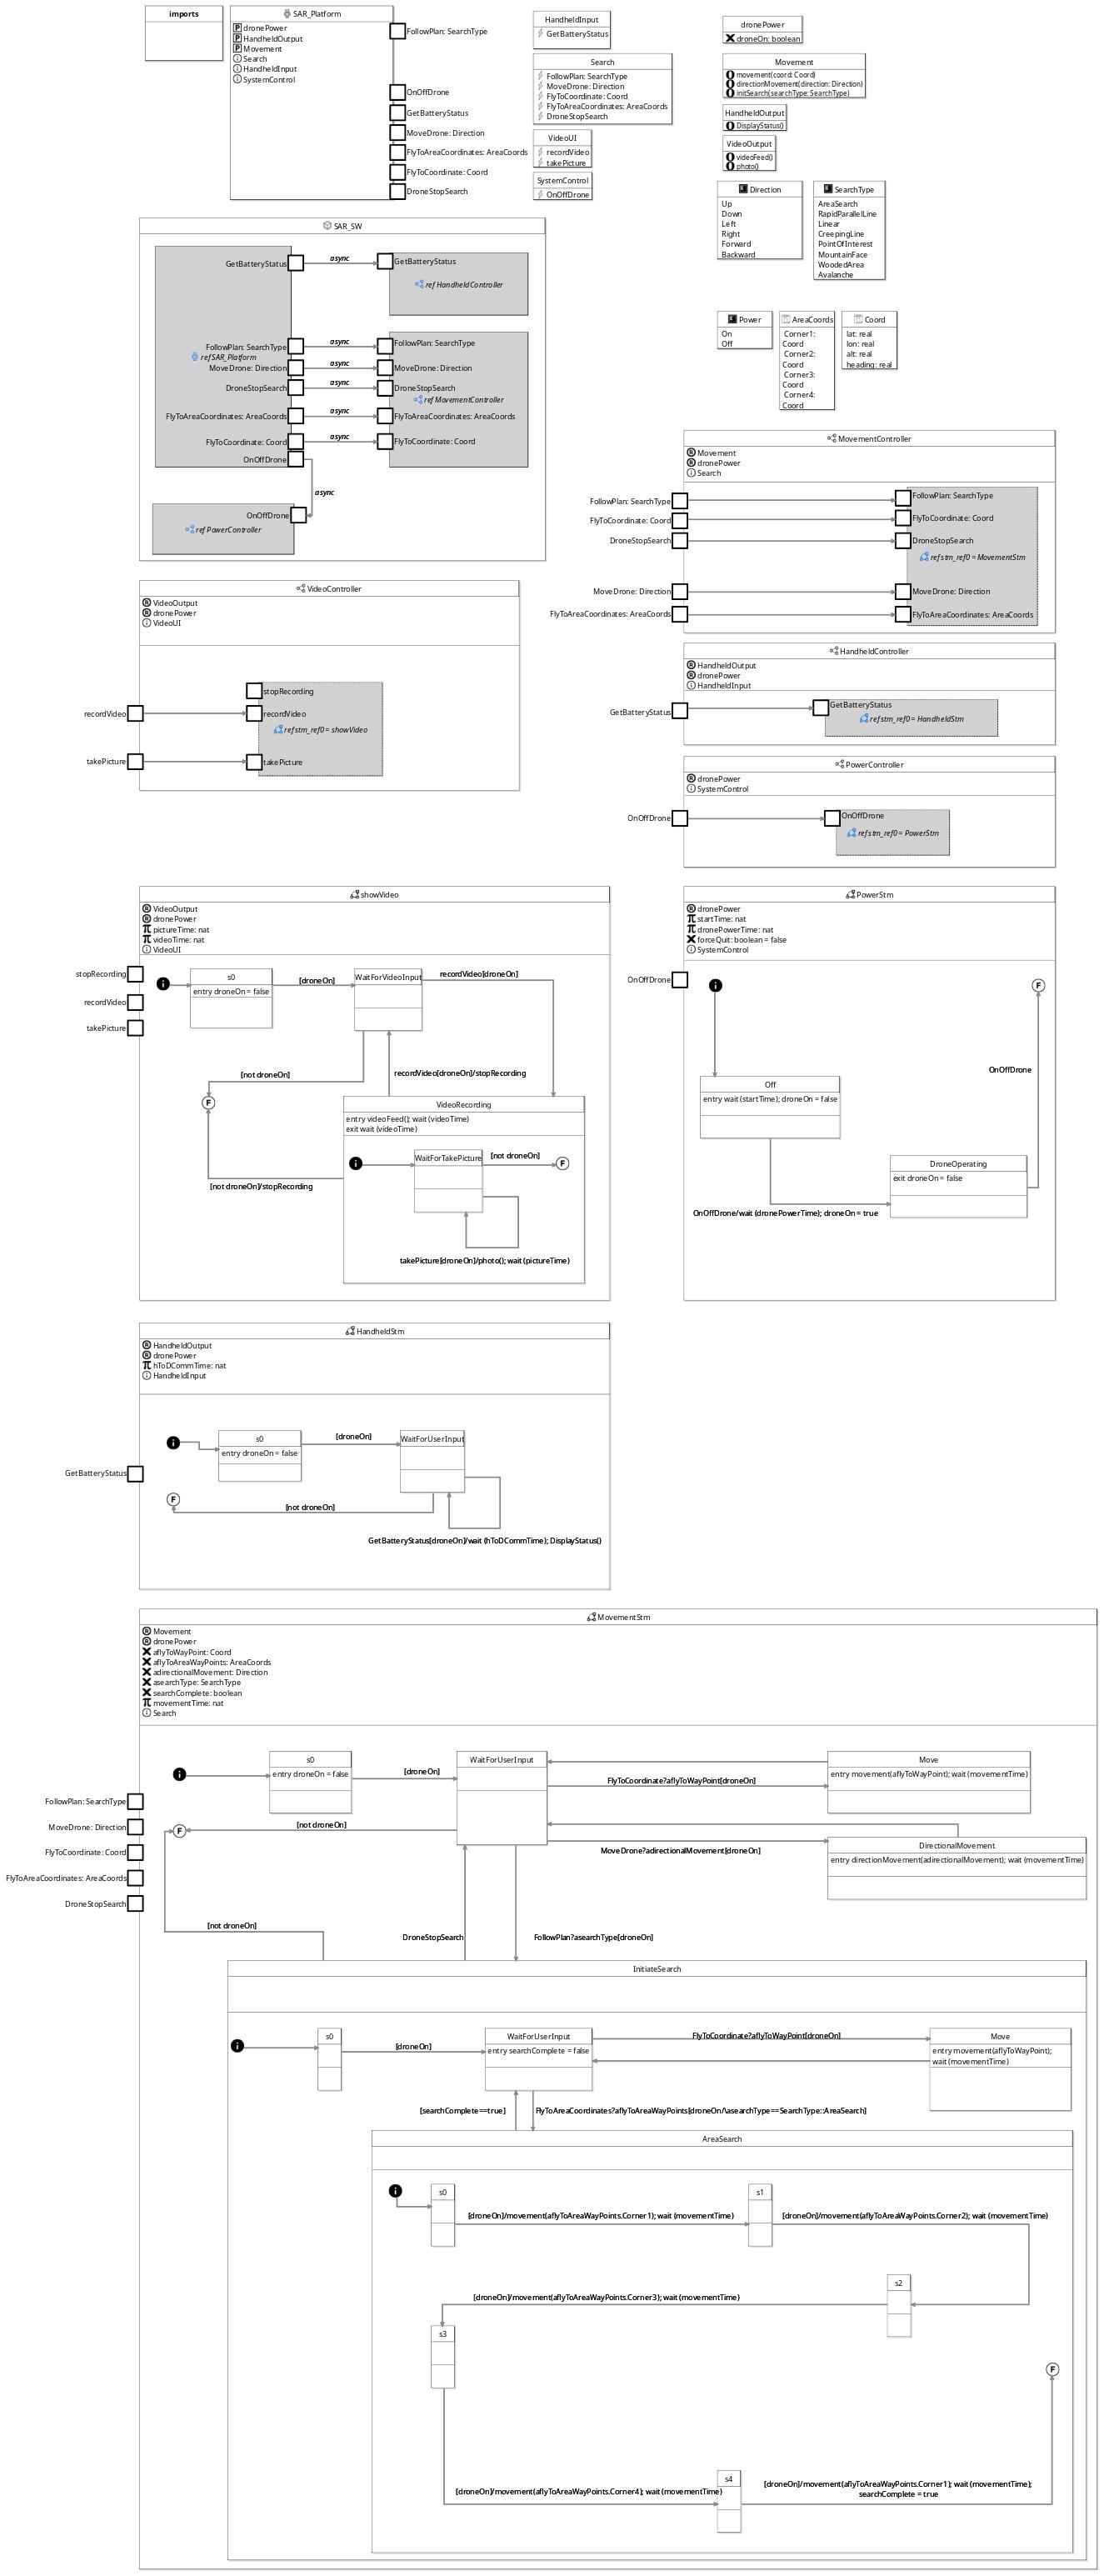 imports
SAR_Platform
dronePower
HandheldOutput
Movement
Search
HandheldInput
SystemControl
FollowPlan: SearchType
OnOffDrone
GetBatteryStatus
MoveDrone: Direction
FlyToAreaCoordinates: AreaCoords
FlyToCoordinate: Coord
DroneStopSearch
HandheldInput
GetBatteryStatus
Search
FollowPlan: SearchType
MoveDrone: Direction
FlyToCoordinate: Coord
FlyToAreaCoordinates: AreaCoords
DroneStopSearch
VideoUI
recordVideo
takePicture
SystemControl
OnOffDrone
dronePower
droneOn: boolean
Movement
movement(coord: Coord)
directionMovement(direction: Direction)
initSearch(searchType: SearchType)
HandheldOutput
DisplayStatus()
VideoOutput
videoFeed()
photo()
Direction
Up
Down
Left
Right
Forward
Backward
SearchType
AreaSearch
RapidParallelLine
Linear
CreepingLine
PointOfInterest
MountainFace
WoodedArea
Avalanche
Power
On
Off
AreaCoords
Corner1:
Coord
Corner2:
Coord
Corner3:
Coord
Corner4:
Coord
Coord
lat: real
lon: real
alt: real
heading: real
SAR_SW
GetBatteryStatus
async
GetBatteryStatus
ref HandheldController
FollowPlan: SearchType
async
FollowPlan: SearchType
ref SAR_Platform
MoveDrone: Direction
async
MoveDrone: Direction
DroneStopSearch
async
DroneStopSearch
ref MovementController
FlyToAreaCoordinates: AreaCoords
async
FlyToAreaCoordinates: AreaCoords
FlyToCoordinate: Coord
async
FlyToCoordinate: Coord
OnOffDrone
async
OnOffDrone
ref PowerController
MovementController
Movement
dronePower
Search
FollowPlan: SearchType
FollowPlan: SearchType
FlyToCoordinate: Coord
FlyToCoordinate: Coord
DroneStopSearch
DroneStopSearch
ref stm_ref0 = MovementStm
MoveDrone: Direction
MoveDrone: Direction
FlyToAreaCoordinates: AreaCoords
FlyToAreaCoordinates: AreaCoords
VideoController
VideoOutput
dronePower
VideoUI
stopRecording
recordVideo
recordVideo
ref stm_ref0 = showVideo
takePicture
takePicture
HandheldController
HandheldOutput
dronePower
HandheldInput
GetBatteryStatus
GetBatteryStatus
ref stm_ref0 = HandheldStm
PowerController
dronePower
SystemControl
OnOffDrone
OnOffDrone
ref stm_ref0 = PowerStm
showVideo
VideoOutput
dronePower
pictureTime: nat
videoTime: nat
VideoUI
stopRecording
recordVideo
takePicture
s0
entry droneOn = false
[droneOn]
WaitForVideoInput
recordVideo[droneOn]
[not droneOn]
recordVideo[droneOn]/stopRecording
F
VideoRecording
entry videoFeed(); wait (videoTime)
exit wait (videoTime)
WaitForTakePicture
[not droneOn]
F
[not droneOn]/stopRecording
takePicture[droneOn]/photo(); wait (pictureTime)
PowerStm
dronePower
startTime: nat
dronePowerTime: nat
forceQuit: boolean = false
SystemControl
OnOffDrone
F
OnOffDrone
Off
entry wait (startTime); droneOn = false
DroneOperating
exit droneOn = false
OnOffDrone/wait (dronePowerTime); droneOn = true
HandheldStm
HandheldOutput
dronePower
hToDCommTime: nat
HandheldInput
GetBatteryStatus
s0
entry droneOn = false
[droneOn]
WaitForUserInput
F
[not droneOn]
GetBatteryStatus[droneOn]/wait (hToDCommTime); DisplayStatus()
MovementStm
Movement
dronePower
aflyToWayPoint: Coord
aflyToAreaWayPoints: AreaCoords
adirectionalMovement: Direction
asearchType: SearchType
searchComplete: boolean
movementTime: nat
Search
FollowPlan: SearchType
MoveDrone: Direction
FlyToCoordinate: Coord
FlyToAreaCoordinates: AreaCoords
DroneStopSearch
s0
entry droneOn = false
[droneOn]
WaitForUserInput
FlyToCoordinate?aflyToWayPoint[droneOn]
Move
entry movement(aflyToWayPoint); wait (movementTime)
F
[not droneOn]
MoveDrone?adirectionalMovement[droneOn]
DirectionalMovement
entry directionMovement(adirectionalMovement); wait (movementTime)
[not droneOn]
DroneStopSearch
FollowPlan?asearchType[droneOn]
InitiateSearch
s0
[droneOn]
WaitForUserInput
entry searchComplete = false
FlyToCoordinate?aflyToWayPoint[droneOn]
Move
entry movement(aflyToWayPoint);
wait (movementTime)
[searchComplete==true]
FlyToAreaCoordinates?aflyToAreaWayPoints[droneOn/\asearchType==SearchType::AreaSearch]
AreaSearch
s0
[droneOn]/movement(aflyToAreaWayPoints.Corner1); wait (movementTime)
s1
[droneOn]/movement(aflyToAreaWayPoints.Corner2); wait (movementTime)
s2
[droneOn]/movement(aflyToAreaWayPoints.Corner3); wait (movementTime)
s3
F
[droneOn]/movement(aflyToAreaWayPoints.Corner4); wait (movementTime)
s4
[droneOn]/movement(aflyToAreaWayPoints.Corner1); wait (movementTime);
searchComplete = true